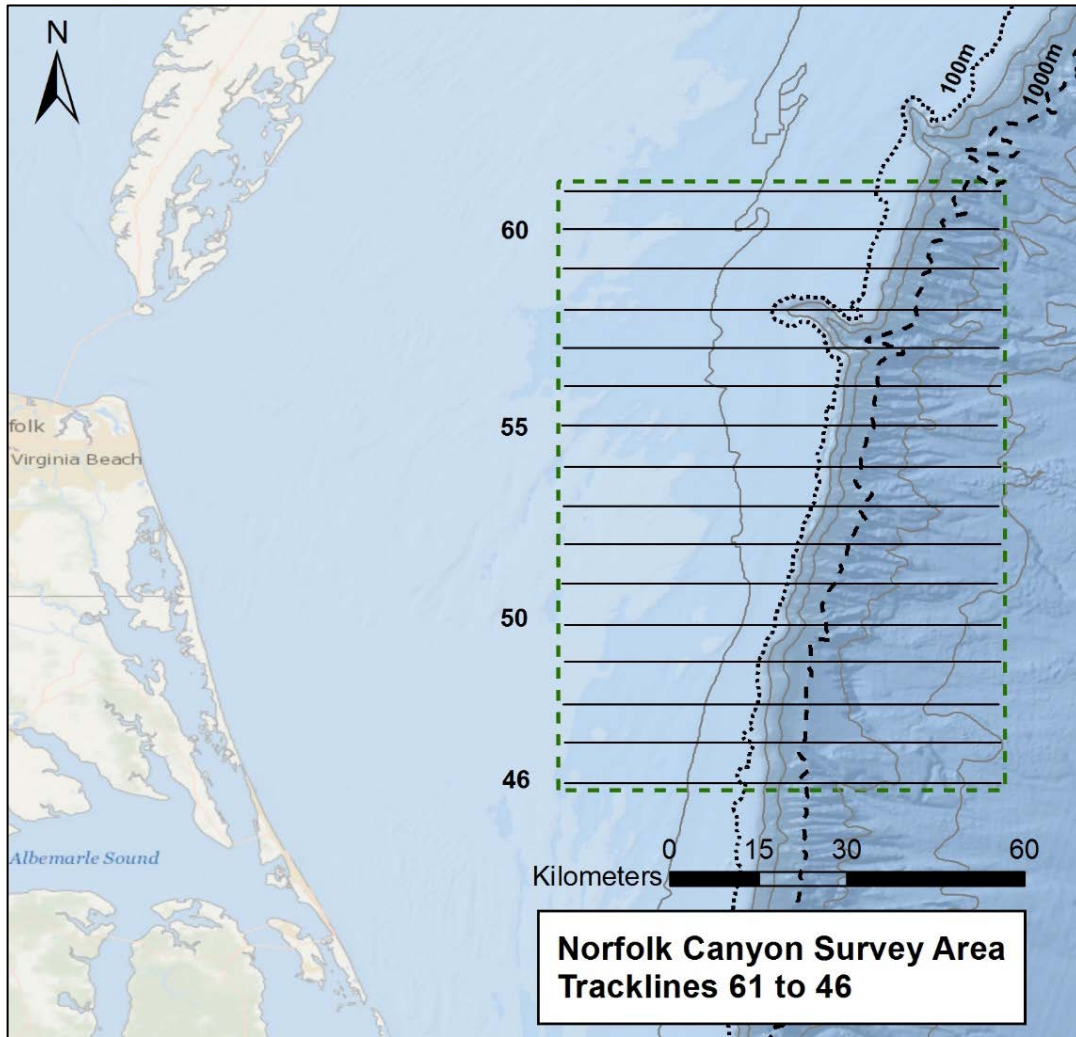 N
100m
1000m
60
55
50
46
folk
Virginia Beach
Albemarle Sound
0 15 30 60
Kilometers
Norfolk Canyon Survey Area
Tracklines 61 to 46